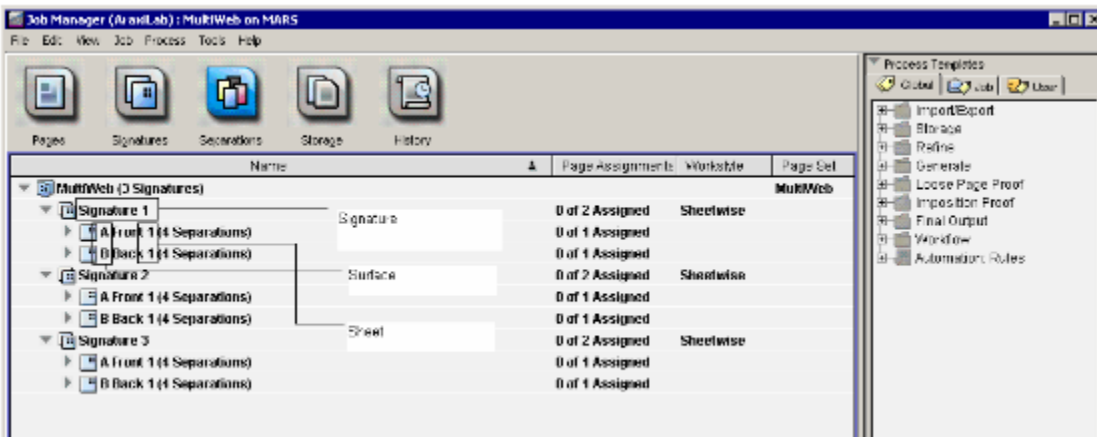 Job Manager (AraxiLab) : MultiWeb on MARS
File Edit View Job Process Tools Help
Pages Signatures Separations Storage History
Process Templates
Global Job User
Import/Export
Storage
Refine
Generate
Loose Page Proof
Imposition Proof
Final Output
Workflow
Automation Rules
Name Page Assignments Workstyle Page Set
MultiWeb (3 Signatures) MultiWeb
Signature 1 0 of 2 Assigned Sheetwise
A Front 1 (4 Separations) 0 of 1 Assigned
B Back 1 (4 Separations) 0 of 1 Assigned
Signature 2 0 of 2 Assigned Sheetwise
A Front 1 (4 Separations) 0 of 1 Assigned
B Back 1 (4 Separations) 0 of 1 Assigned
Signature 3 0 of 2 Assigned Sheetwise
A Front 1 (4 Separations) 0 of 1 Assigned
B Back 1 (4 Separations) 0 of 1 Assigned
Signature
Surface
Sheet